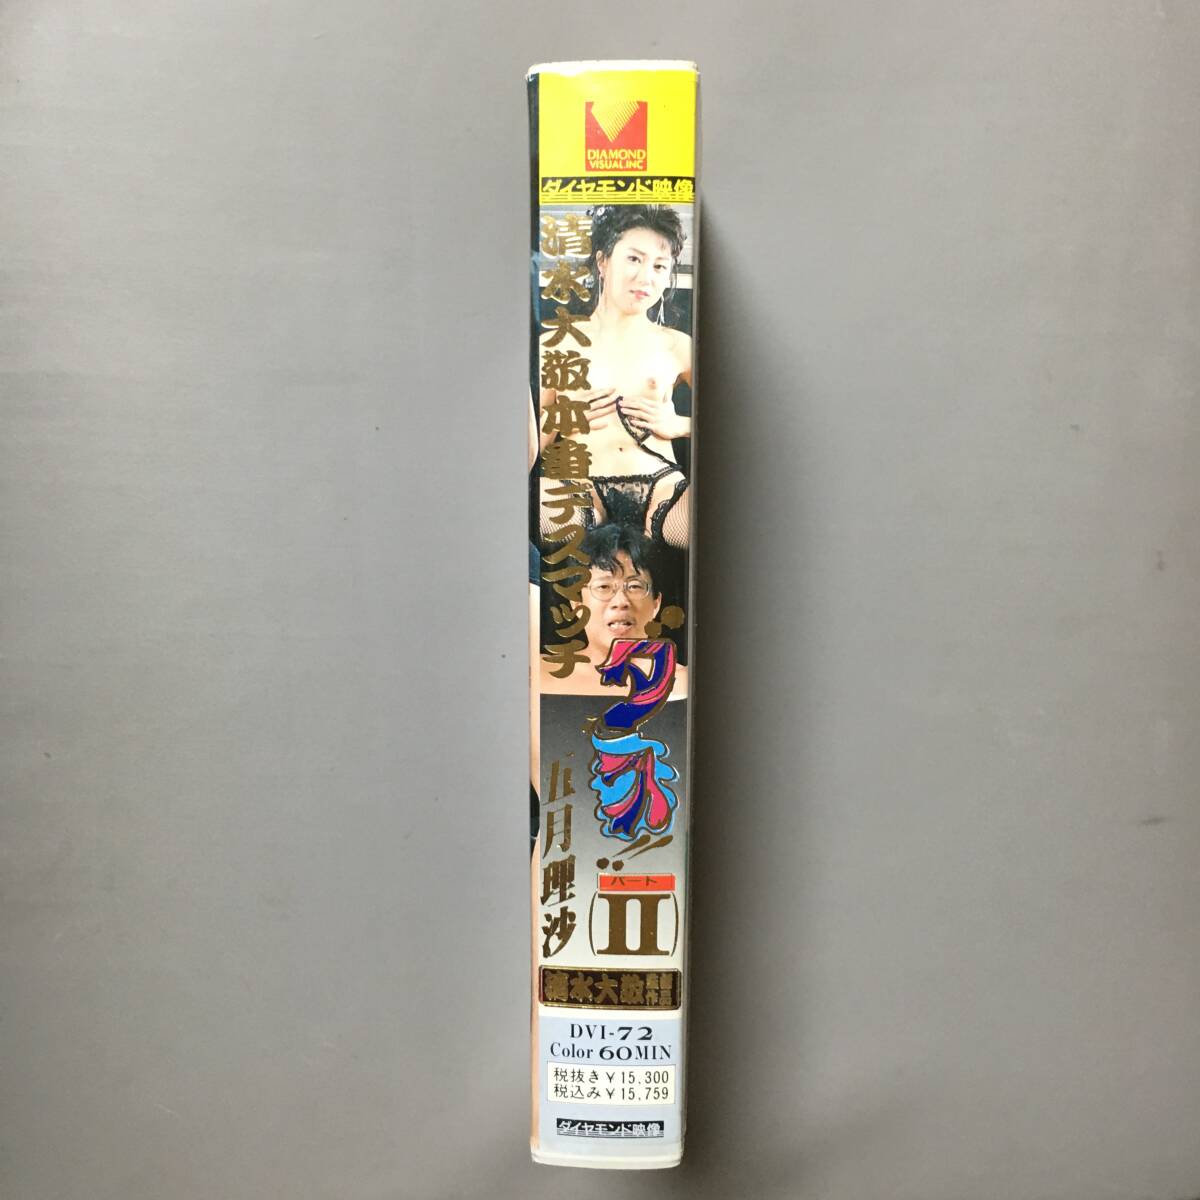 DIAMOND
VISUAL.INC
ダイヤモンド映像
清水大敬本番デスマッチ
パート
(II)
五月理沙
清水大敬
作品
DVI-72
Color 60MIN
税抜き￥15,300
税込み￥15,759
ダイヤモンド映像